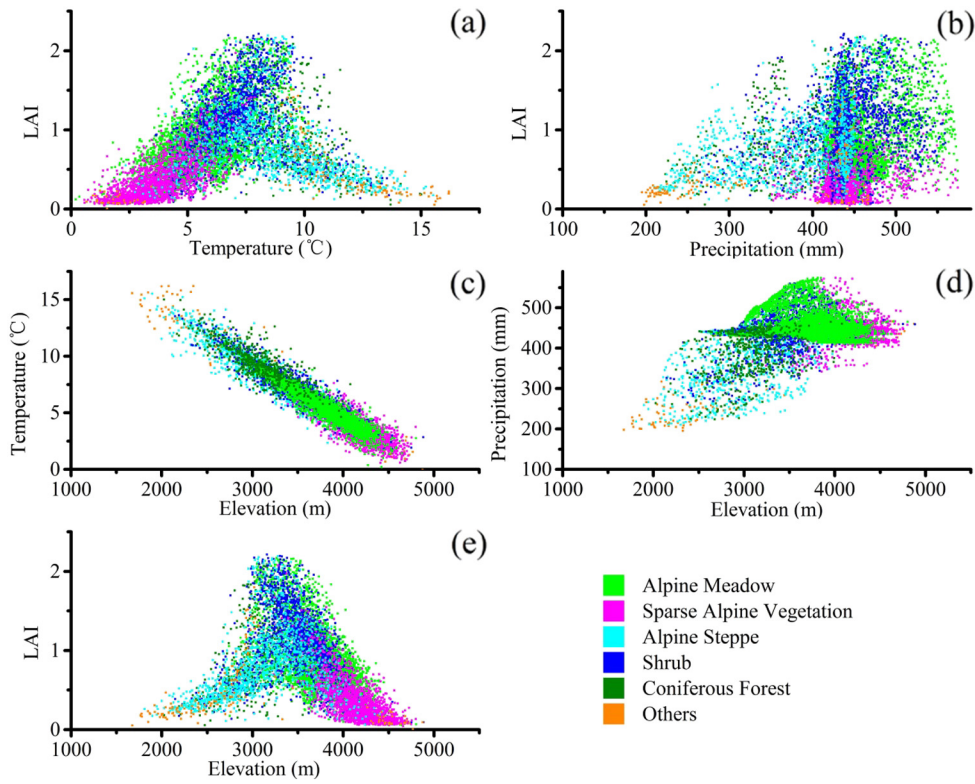 (a)
LAI
2
1
0
0
5
10
15
Temperature (℃)
(b)
LAI
2
1
0
100
200
300
400
500
Precipitation (mm)
(c)
Temperature (℃)
15
10
5
0
1000
2000
3000
4000
5000
Elevation (m)
(d)
Precipitation (mm)
500
400
300
200
100
1000
2000
3000
4000
5000
Elevation (m)
(e)
LAI
2
1
0
1000
2000
3000
4000
5000
Elevation (m)
Alpine Meadow
Sparse Alpine Vegetation
Alpine Steppe
Shrub
Coniferous Forest
Others